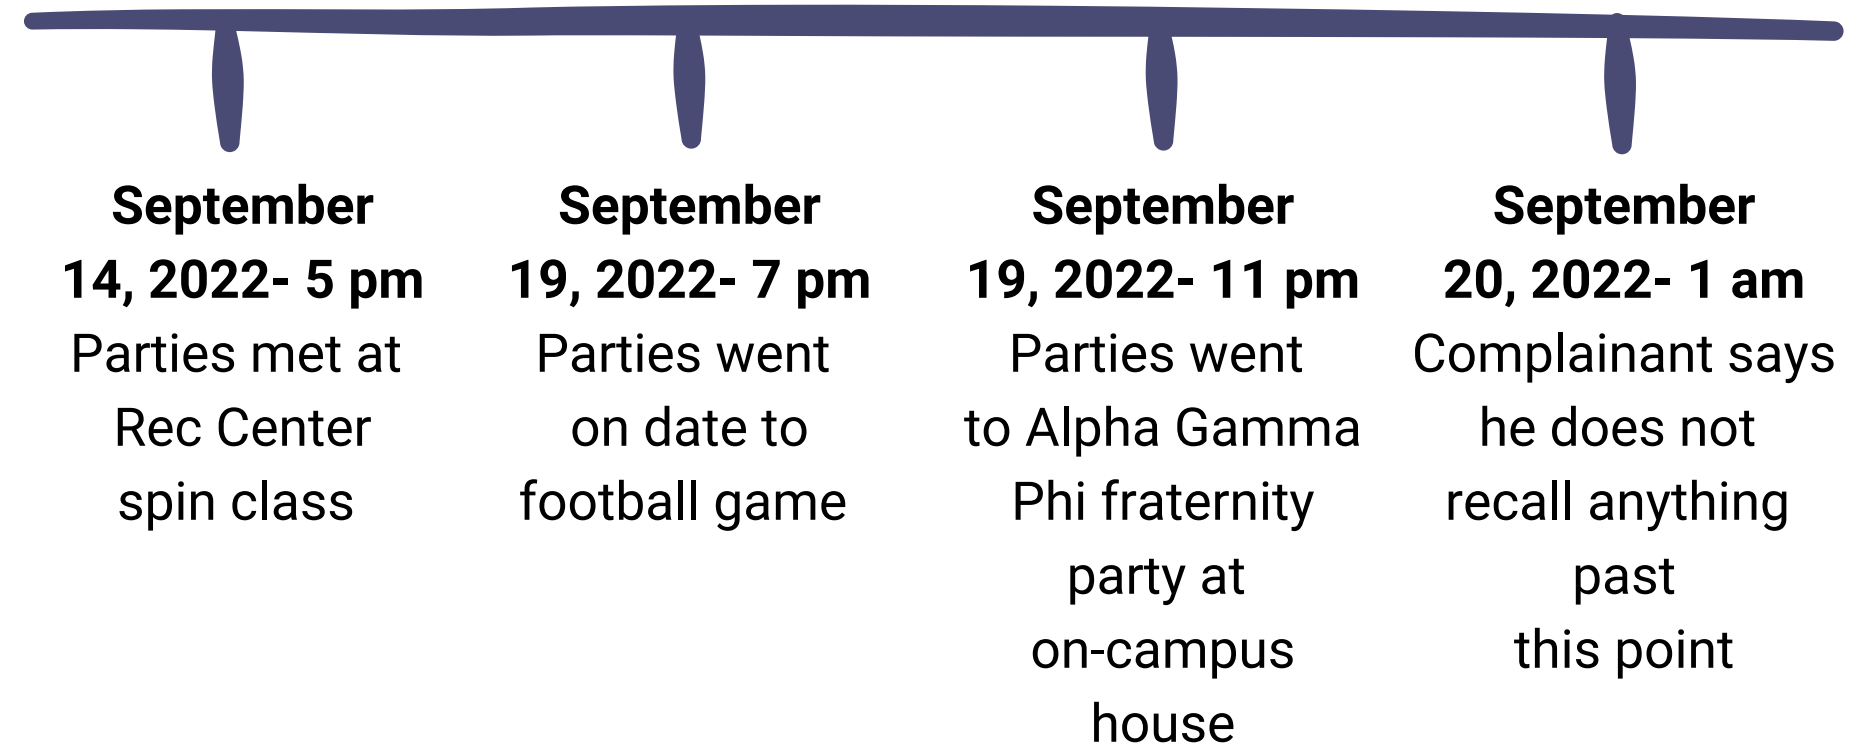 September
14, 2022- 5 pm
Parties met at
Rec Center
spin class
September
19, 2022- 7 pm
Parties went
on date to
football game
September
19, 2022- 11 pm
Parties went
to Alpha Gamma
Phi fraternity
party at
on-campus
house
September
20, 2022- 1 am
Complainant says
he does not
recall anything
past
this point